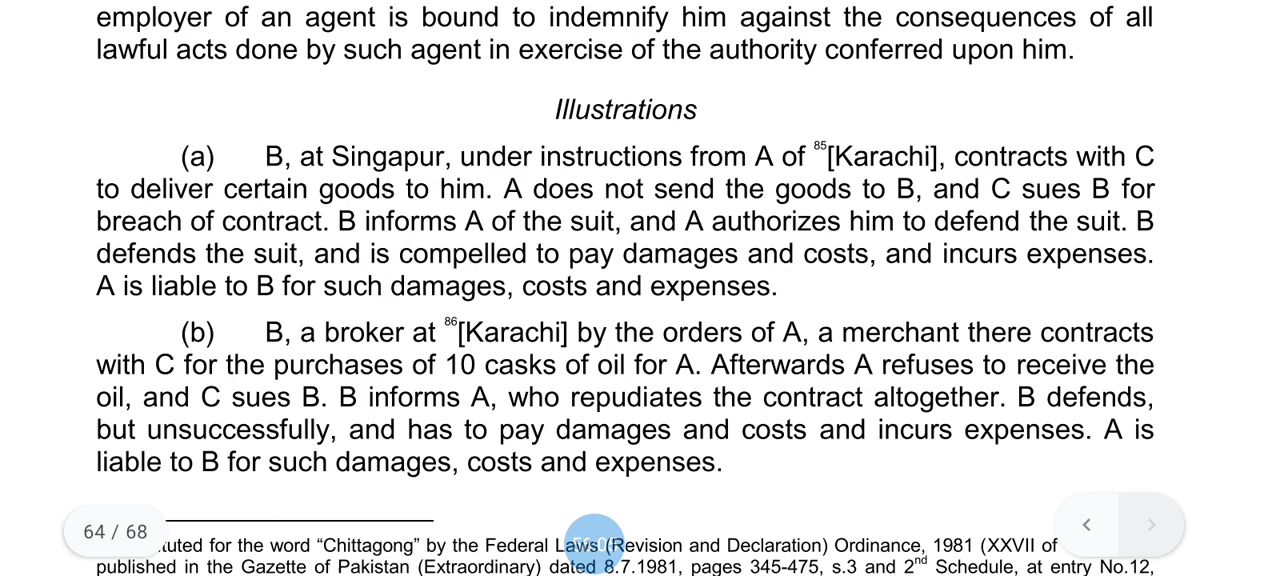 employer of an agent is bound to indemnify him against the consequences of all
lawful acts done by such agent in exercise of the authority conferred upon him.
Illustrations
(a) B, at Singapur, under instructions from A of 85[Karachi], contracts with C
to deliver certain goods to him. A does not send the goods to B, and C sues B for
breach of contract. B informs A of the suit, and A authorizes him to defend the suit. B
defends the suit, and is compelled to pay damages and costs, and incurs expenses.
A is liable to B for such damages, costs and expenses.
(b) B, a broker at 86[Karachi] by the orders of A, a merchant there contracts
with C for the purchases of 10 casks of oil for A. Afterwards A refuses to receive the
oil, and C sues B. B informs A, who repudiates the contract altogether. B defends,
but unsuccessfully, and has to pay damages and costs and incurs expenses. A is
liable to B for such damages, costs and expenses.
64 / 68
for the word “Chittagong” by the Federal Laws (Revision and Declaration) Ordinance, 1981 (XXVII of
published in the Gazette of Pakistan (Extraordinary) dated 8.7.1981, pages 345-475, s.3 and 2nd Schedule, at entry No.12,